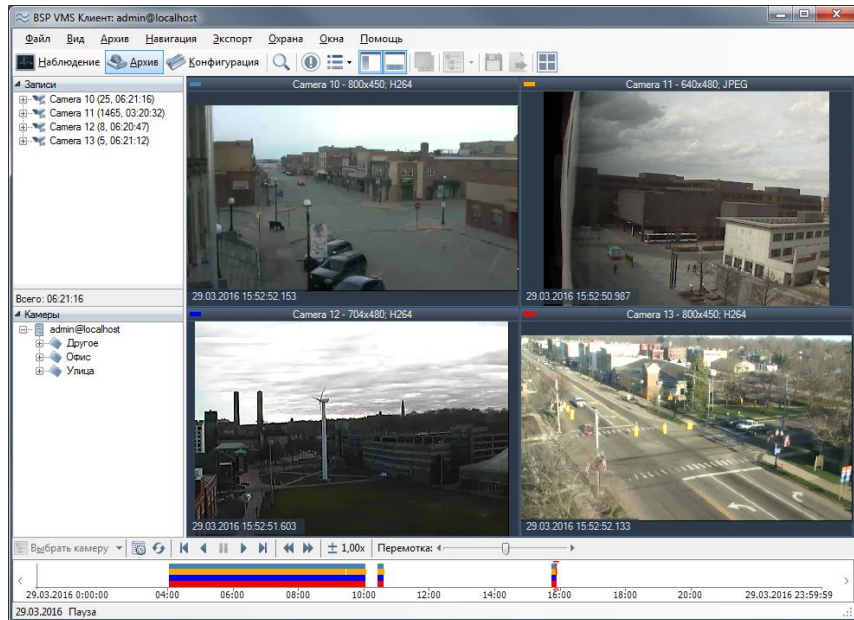 BSP VMS Клиент: admin@localhost
Файл Вид Архив Навигация Экспорт Охрана Окна Помощь
Наблюдение Архив Конфигурация
Записи
Camera 10 (25, 06:21:16)
Camera 11 (1465, 03:20:32)
Camera 12 (8, 06:20:47)
Camera 13 (5, 06:21:12)
Всего: 06:21:16
Камеры
admin@localhost
Другое
Офис
Улица
Camera 10 - 800x450; H264
29.03.2016 15:52:52.153
Camera 11 - 640x480; JPEG
29.03.2016 15:52:50.987
Camera 12 - 704x480; H264
29.03.2016 15:52:51.603
Camera 13 - 800x450; H264
29.03.2016 15:52:52.133
Выбрать камеру 1,00x Перемотка:
29.03.2016 0:00:00 04:00 06:00 08:00 10:00 12:00 14:00 16:00 18:00 20:00 29.03.2016 23:59:59
29.03.2016 Пауза